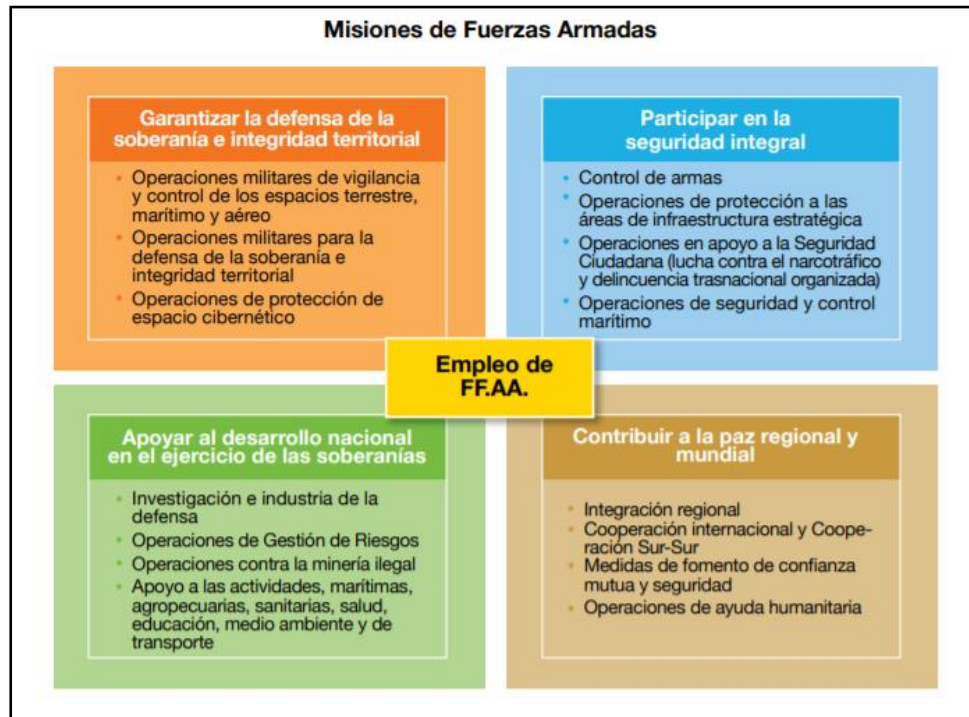 Misiones de Fuerzas Armadas
Garantizar la defensa de la
soberanía e integridad territorial
• Operaciones militares de vigilancia
y control de los espacios terrestre,
marítimo y aéreo
• Operaciones militares para la
defensa de la soberanía e
integridad territorial
• Operaciones de protección de
espacio cibernético
Participar en la
seguridad integral
• Control de armas
• Operaciones de protección a las
áreas de infraestructura estratégica
• Operaciones en apoyo a la Seguridad
Ciudadana (lucha contra el narcotráfico
y delincuencia trasnacional organizada)
• Operaciones de seguridad y control
marítimo
Empleo de
FF.AA.
Apoyar al desarrollo nacional
en el ejercicio de las soberanías
• Investigación e industria de la
defensa
• Operaciones de Gestión de Riesgos
• Operaciones contra la minería ilegal
• Apoyo a las actividades, marítimas,
agropecuarias, sanitarias, salud,
educación, medio ambiente y de
transporte
Contribuir a la paz regional y
mundial
• Integración regional
• Cooperación internacional y Coope-
ración Sur-Sur
• Medidas de fomento de confianza
mutua y seguridad
• Operaciones de ayuda humanitaria